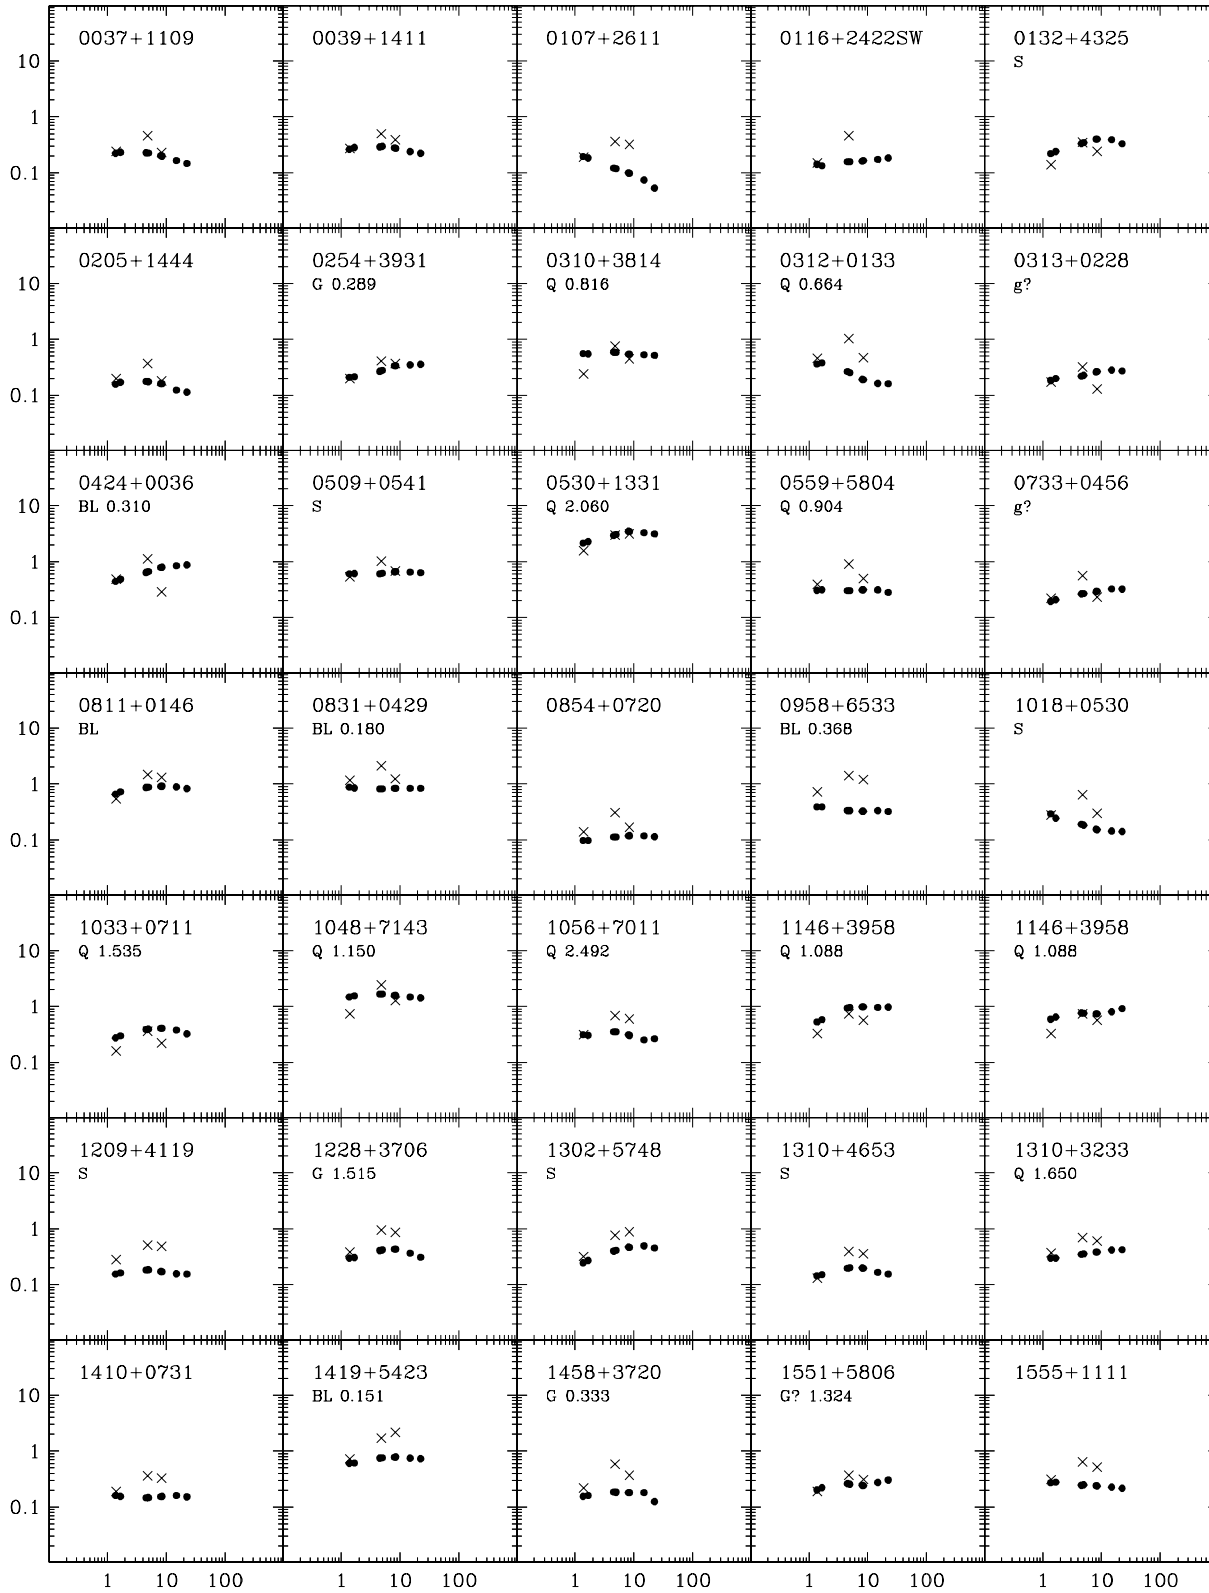 0037+1109
0039+1411
0107+2611
0116+2422SW
0132+4325
S
10
1
0.1
0205+1444
0254+3931
G 0.289
0310+3814
Q 0.816
0312+0133
Q 0.664
0313+0228
g?
10
1
0.1
0424+0036
BL 0.310
0509+0541
S
0530+1331
Q 2.060
0559+5804
Q 0.904
0733+0456
g?
10
1
0.1
0811+0146
BL
0831+0429
BL 0.180
0854+0720
0958+6533
BL 0.368
1018+0530
S
10
1
0.1
1033+0711
Q 1.535
1048+7143
Q 1.150
1056+7011
Q 2.492
1146+3958
Q 1.088
1146+3958
Q 1.088
10
1
0.1
1209+4119
S
1228+3706
G 1.515
1302+5748
S
1310+4653
S
1310+3233
Q 1.650
10
1
0.1
1410+0731
1419+5423
BL 0.151
1458+3720
G 0.333
1551+5806
G? 1.324
1555+1111
10
1
0.1
1 10 100 1 10 100 1 10 100 1 10 100 1 10 100